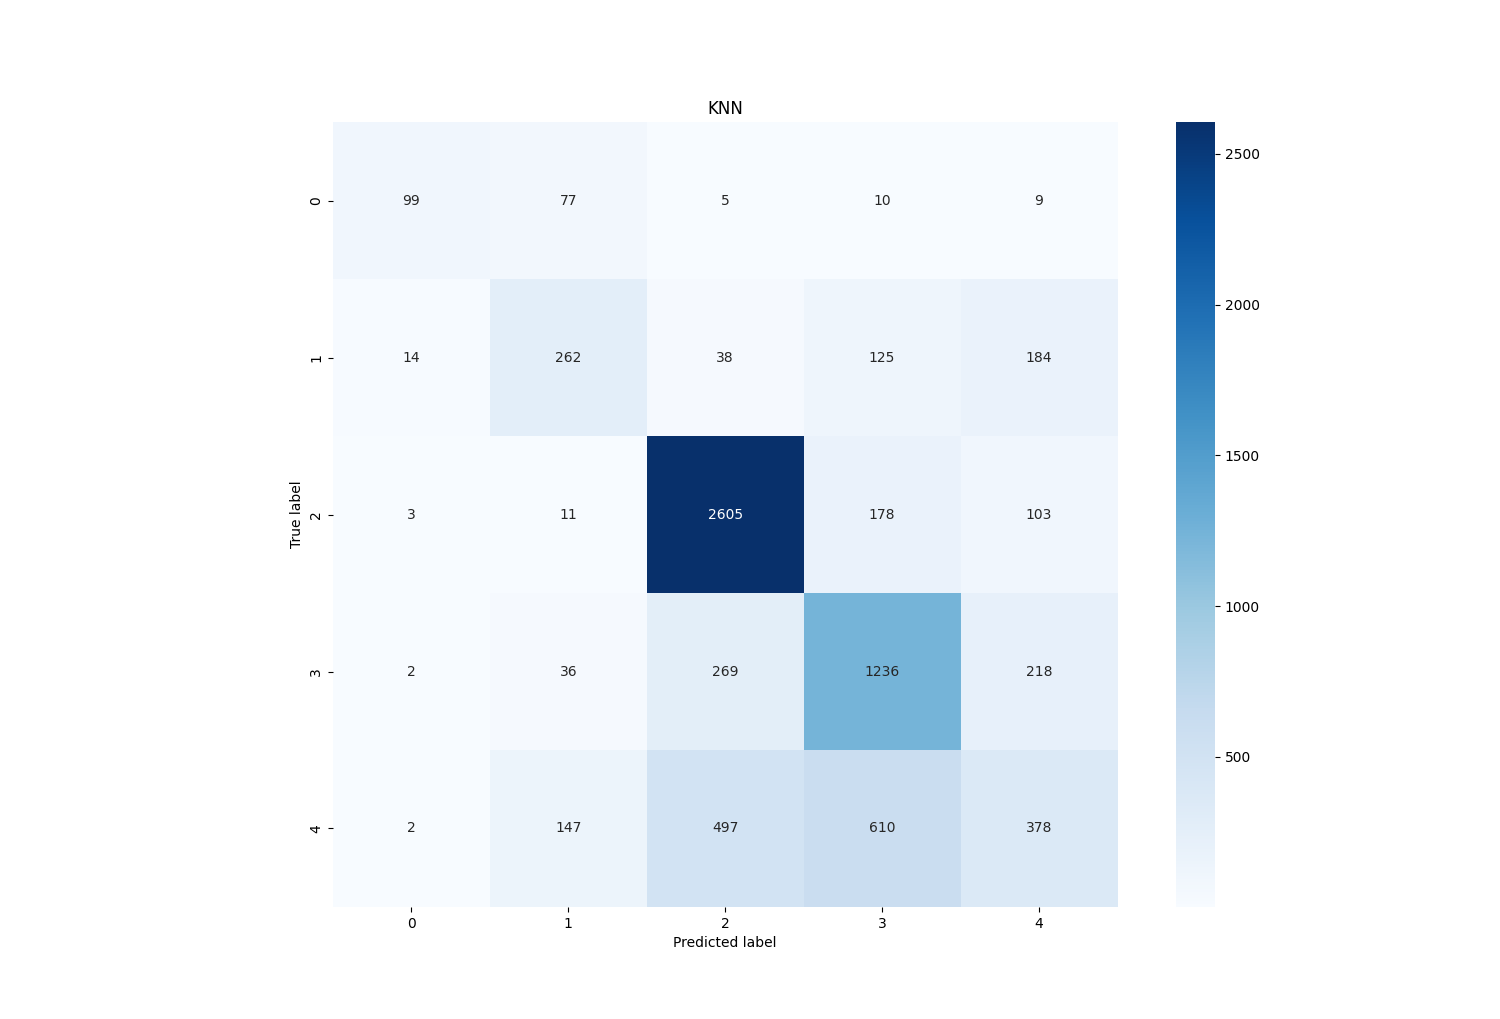 KNN
0 99 77 5 10 9
1 14 262 38 125 184
2 3 11 2605 178 103
3 2 36 269 1236 218
4 2 147 497 610 378
0 1 2 3 4
True label
Predicted label
2500
2000
1500
1000
500